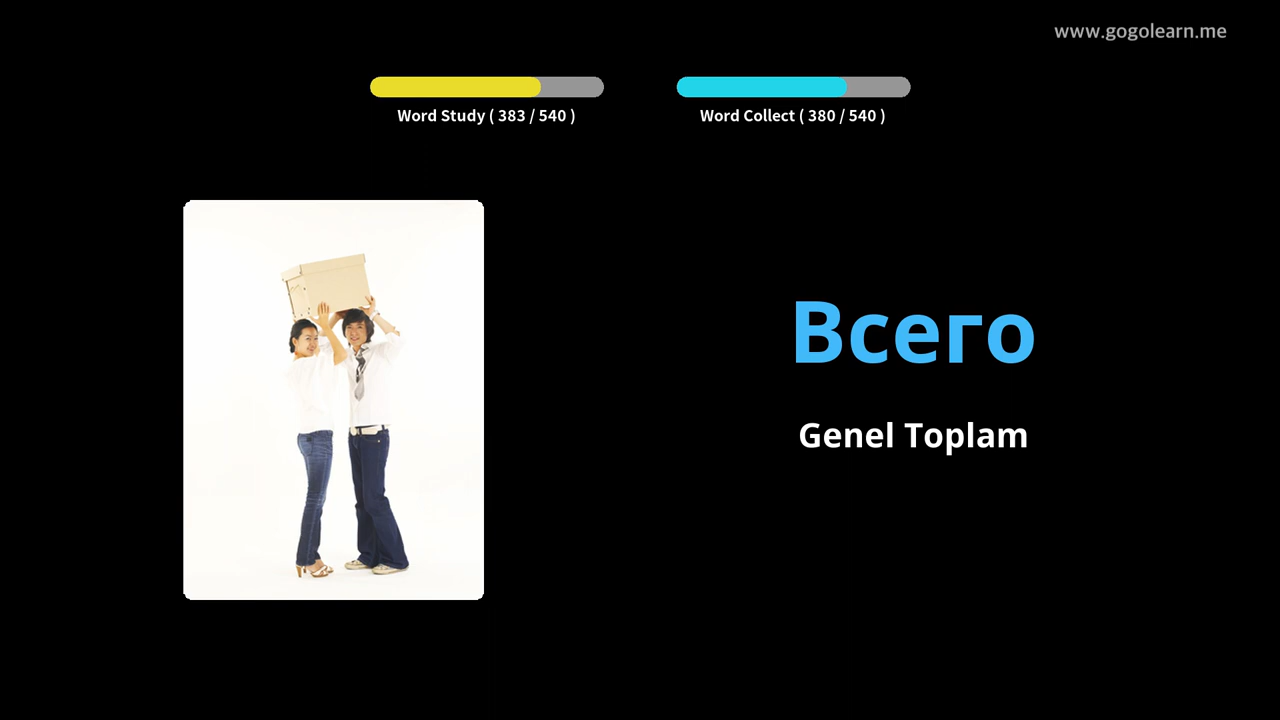 www.gogolearn.me
Word Study ( 383 / 540 )
Word Collect ( 380 / 540 )
Всего
Genel Toplam